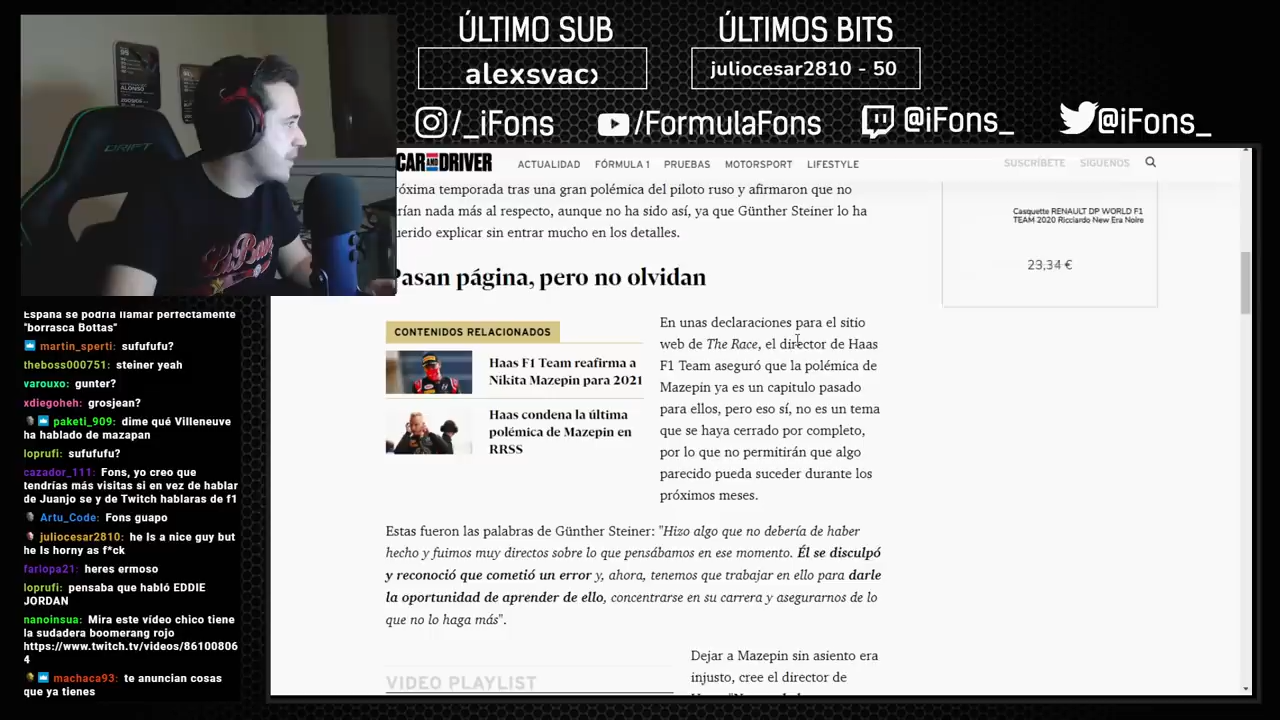 ÚLTIMO SUB
alexsvac
ÚLTIMOS BITS
juliocesar2810 - 50
/_iFons
/FormulaFons
@iFons_
@iFons_
DRIFT
ALONSO
CAR AND DRIVER
ACTUALIDAD
FÓRMULA 1
PRUEBAS
MOTORSPORT
LIFESTYLE
SUSCRÍBETE
SÍGUENOS
róxima temporada tras una gran polémica del piloto ruso y afirmaron que no
rían nada más al respecto, aunque no ha sido así, ya que Günther Steiner lo ha
uerido explicar sin entrar mucho en los detalles.
Casquette RENAULT DP WORLD F1
TEAM 2020 Ricciardo New Era Noire
23,34 €
Pasan página, pero no olvidan
CONTENIDOS RELACIONADOS
Haas F1 Team reafirma a
Nikita Mazepin para 2021
Haas condena la última
polémica de Mazepin en
RRSS
En unas declaraciones para el sitio
web de The Race, el director de Haas
F1 Team aseguró que la polémica de
Mazepin ya es un capítulo pasado
para ellos, pero eso sí, no es un tema
que se haya cerrado por completo,
por lo que no permitirán que algo
parecido pueda suceder durante los
próximos meses.
Estas fueron las palabras de Günther Steiner: "Hizo algo que no debería de haber
hecho y fuimos muy directos sobre lo que pensábamos en ese momento. Él se disculpó
y reconoció que cometió un error y, ahora, tenemos que trabajar en ello para darle
la oportunidad de aprender de ello, concentrarse en su carrera y asegurarnos de lo
que no lo haga más".
Dejar a Mazepin sin asiento era
injusto, cree el director de
VIDEO PLAYLIST
España se podría llamar perfectamente
"borrasca Bottas"
martin_sperti: sufufufu?
theboss000751: steiner yeah
varouxo: gunter?
xdiegoheh: grosjean?
paketi_909: dime qué Villeneuve
ha hablado de mazapan
loprufi: sufufufu?
cazador_111: Fons, yo creo que
tendrías más visitas si en vez de hablar
de Juanjo se y de Twitch hablaras de f1
Artu_Code: Fons guapo
juliocesar2810: he Is a nice guy but
he Is horny as f*ck
farlopa21: heres ermoso
loprufi: pensaba que habló EDDIE
JORDAN
nanoinsua: Mira este vídeo chico tiene
la sudadera boomerang rojo
https://www.twitch.tv/videos/86100806
4
machaca93: te anuncian cosas
que ya tienes